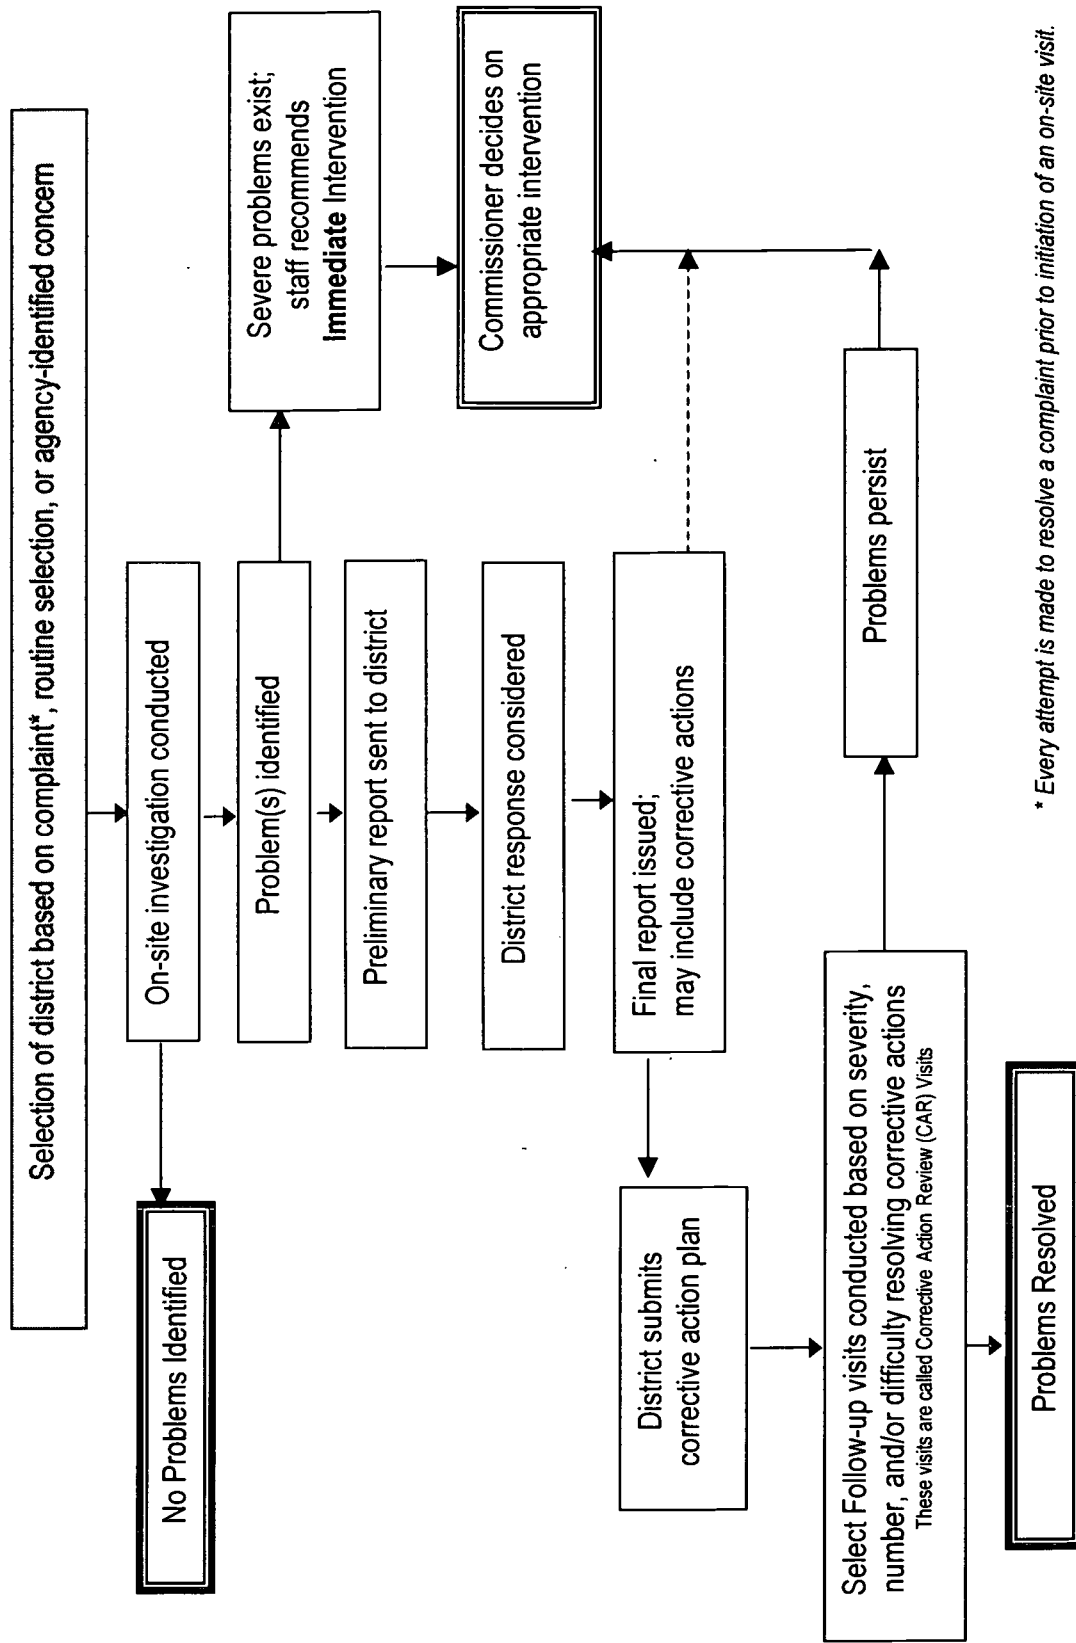 Selection of district based on complaint*, routine selection, or agency-identified concern
No Problems Identified
On-site investigation conducted
Problem(s) identified
Severe problems exist;
staff recommends
Immediate Intervention
Preliminary report sent to district
Commissioner decides on
appropriate intervention
District response considered
Final report issued;
may include corrective actions
District submits
corrective action plan
Select Follow-up visits conducted based on severity,
number, and/or difficulty resolving corrective actions
These visits are called Corrective Action Review (CAR) Visits
Problems persist
Problems Resolved
* Every attempt is made to resolve a complaint prior to initiation of an on-site visit.